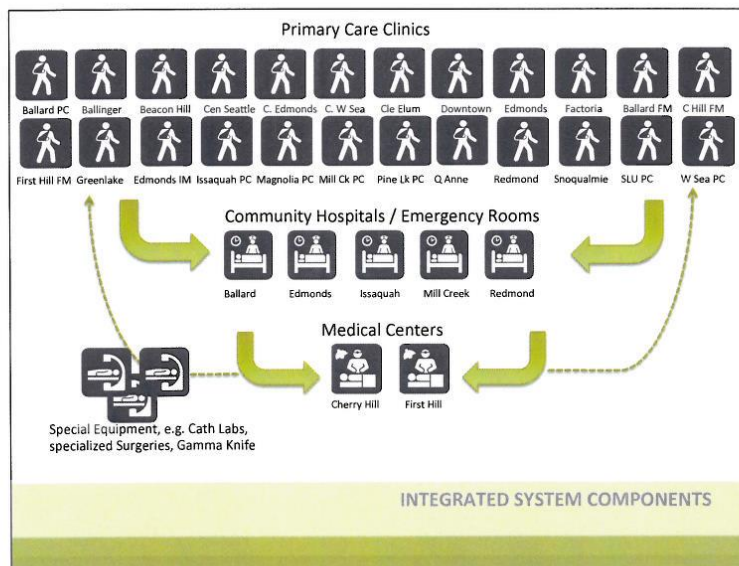 Primary Care Clinics
Ballard PC Ballinger Beacon Hill Cen Seattle C. Edmonds C. W Sea Cle Elum Downtown Edmonds Factoria Ballard FM C Hill FM
First Hill FM Greenlake Edmonds IM Issaquah PC Magnolia PC Mill Ck PC Pine Lk PC Q Anne Redmond Snoqualmie SLU PC W Sea PC
Community Hospitals / Emergency Rooms
Ballard Edmonds Issaquah Mill Creek Redmond
Medical Centers
Cherry Hill First Hill
Special Equipment, e.g. Cath Labs,
specialized Surgeries, Gamma Knife
INTEGRATED SYSTEM COMPONENTS